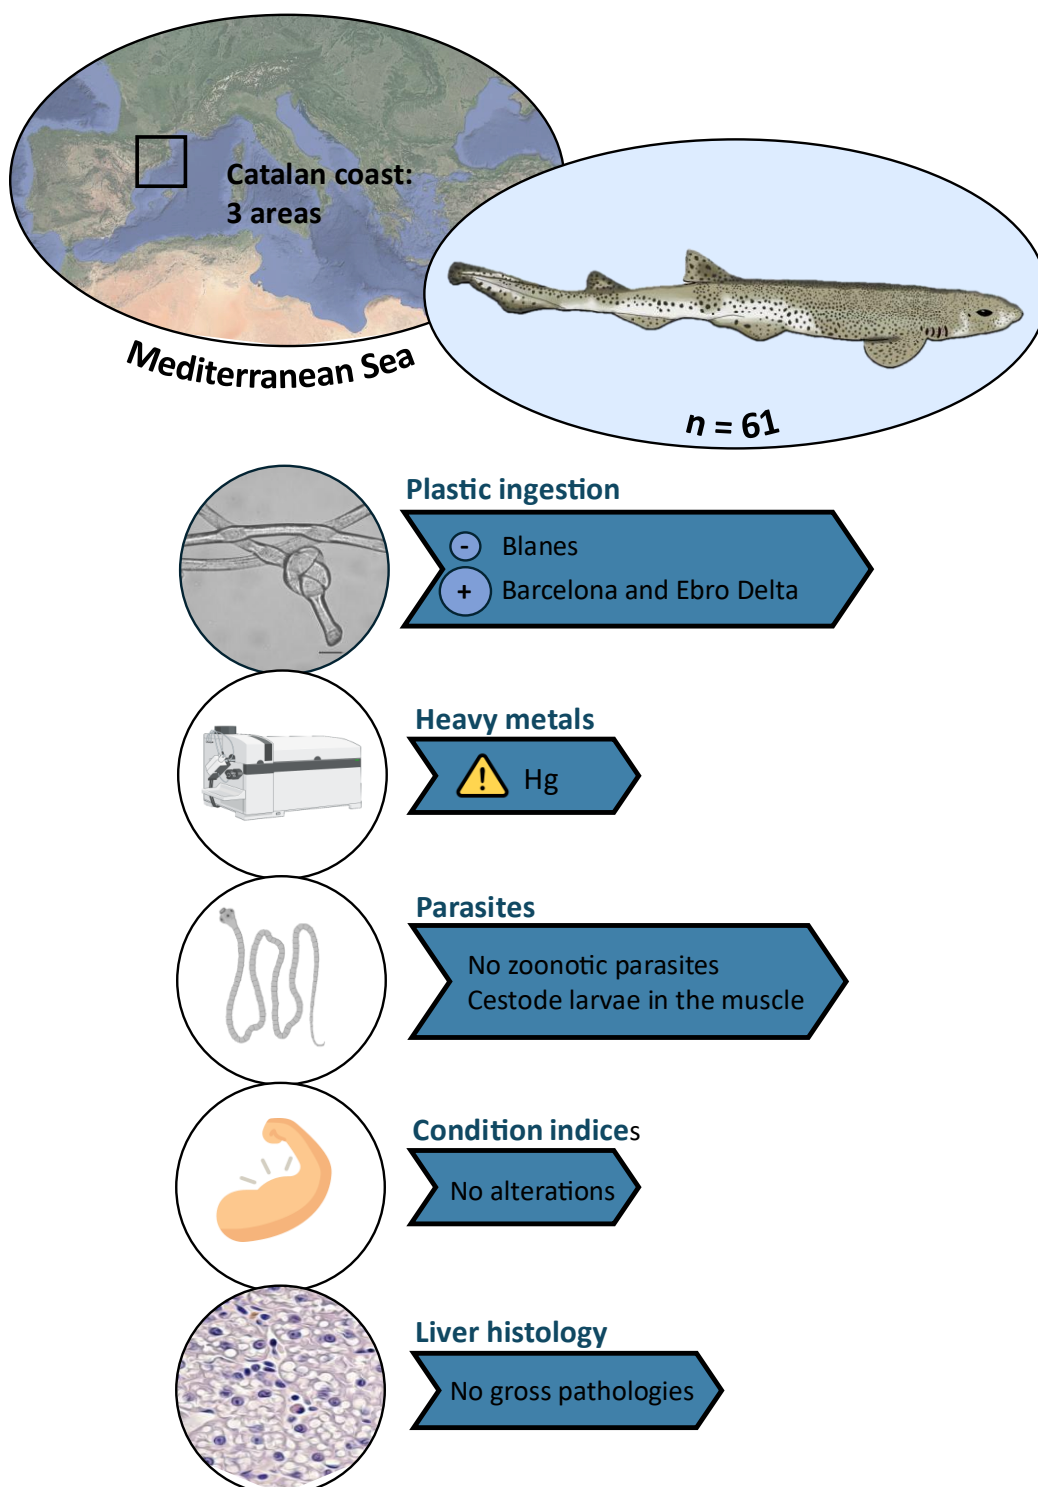 Catalan coast:
3 areas
Mediterranean Sea
n = 61
Plastic ingestion
- Blanes
+ Barcelona and Ebro Delta
Heavy metals
! Hg
Parasites
No zoonotic parasites
Cestode larvae in the muscle
Condition indices
No alterations
Liver histology
No gross pathologies